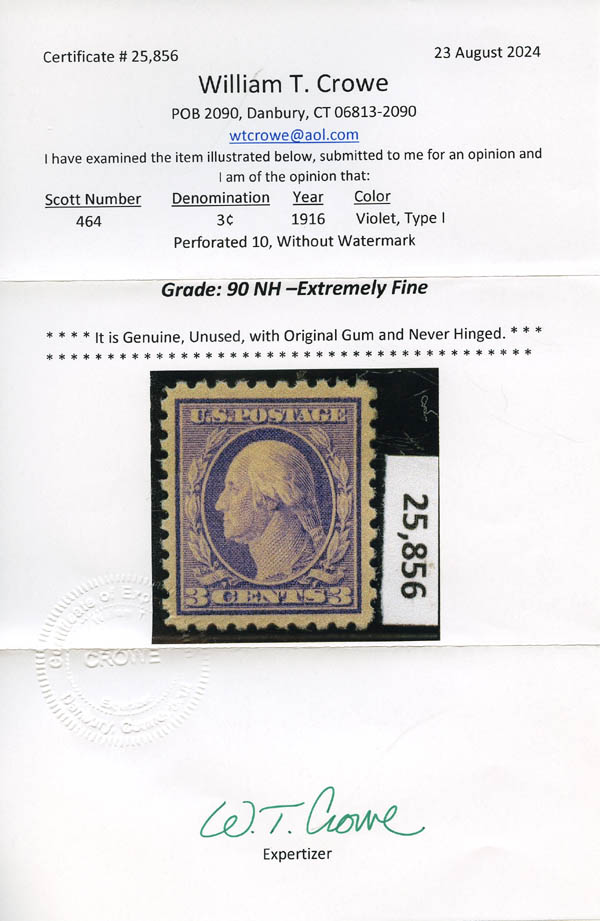 Certificate # 25,856 23 August 2024
William T. Crowe
POB 2090, Danbury, CT 06813-2090
wtcrowe@aol.com
I have examined the item illustrated below, submitted to me for an opinion and
I am of the opinion that:
Scott Number Denomination Year Color
464 3¢ 1916 Violet, Type I
Perforated 10, Without Watermark
Grade: 90 NH –Extremely Fine
* * * * It is Genuine, Unused, with Original Gum and Never Hinged. * * *
* * * * * * * * * * * * * * * * * * * * * * * * * * * * * * * * * * * * * * * *
U.S. POSTAGE
3 CENTS 3
25,856
CROWE
W. T. Crowe
Expertizer